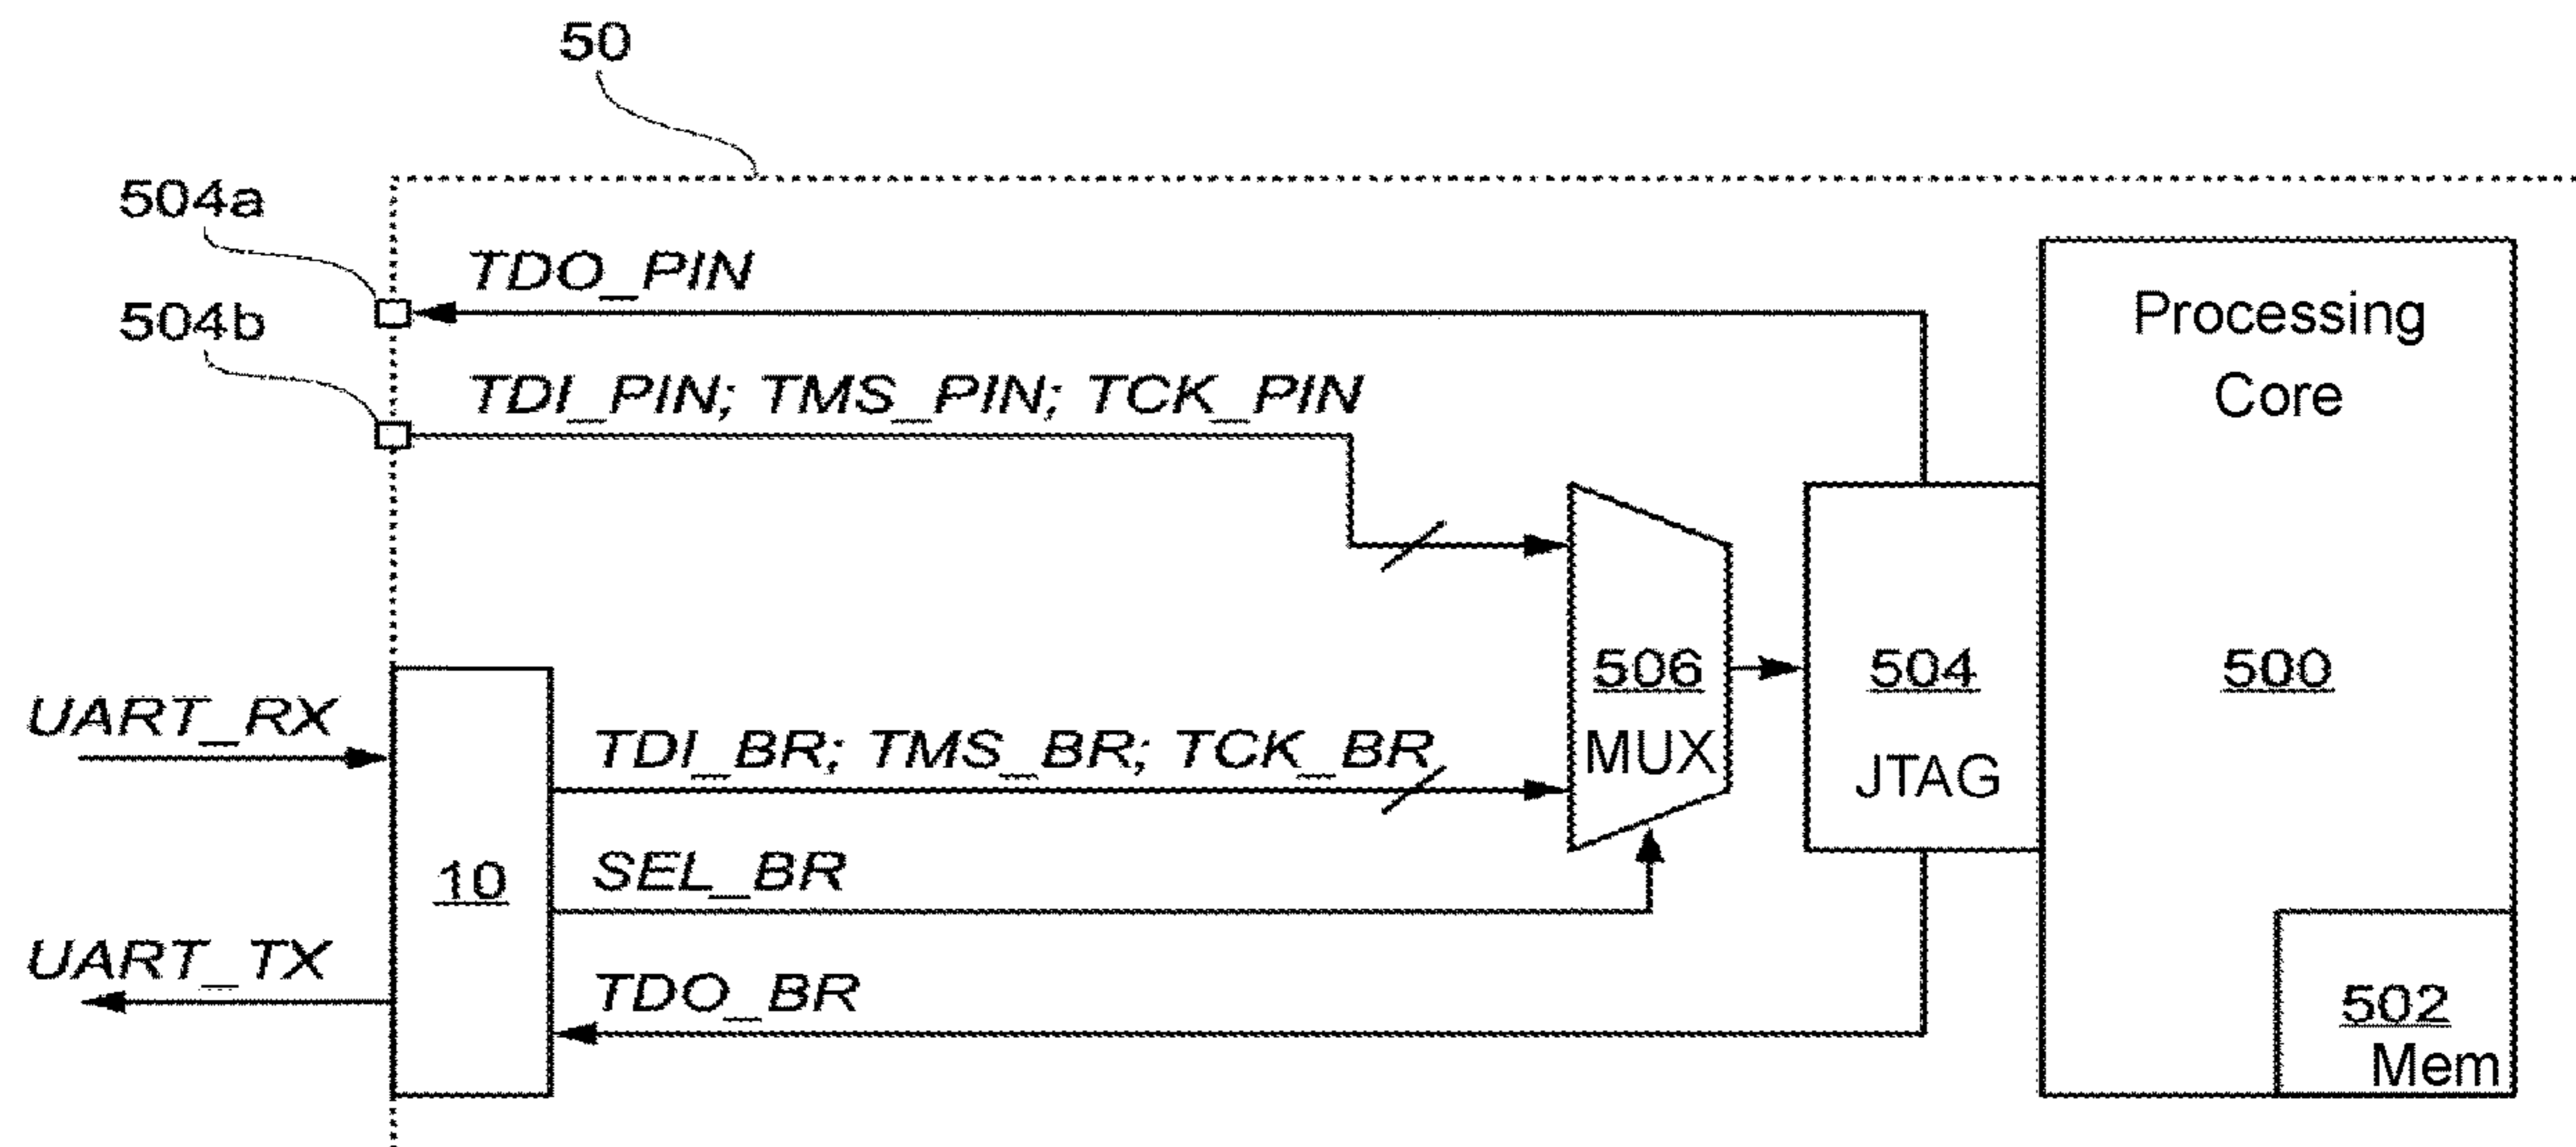 50
504a
TDO_PIN
504b
TDI_PIN; TMS_PIN; TCK_PIN
Processing
Core
506
MUX
504
JTAG
500
UART_RX
TDI_BR; TMS_BR; TCK_BR
10
SEL_BR
UART_TX
TDO_BR
502
Mem